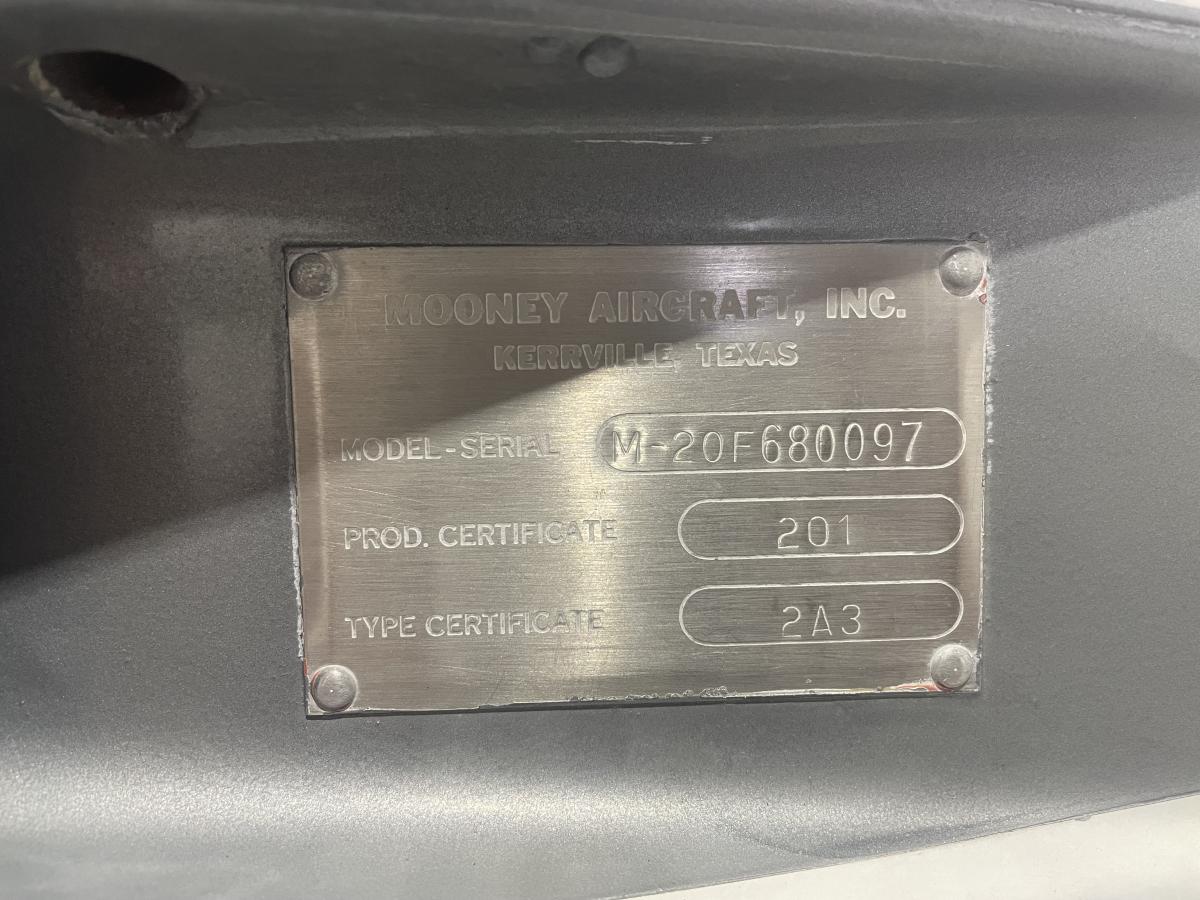 MOONEY AIRCRAFT, INC.
KERRVILLE, TEXAS
MODEL-SERIAL M-20F680097
PROD. CERTIFICATE 201
TYPE CERTIFICATE 2A3